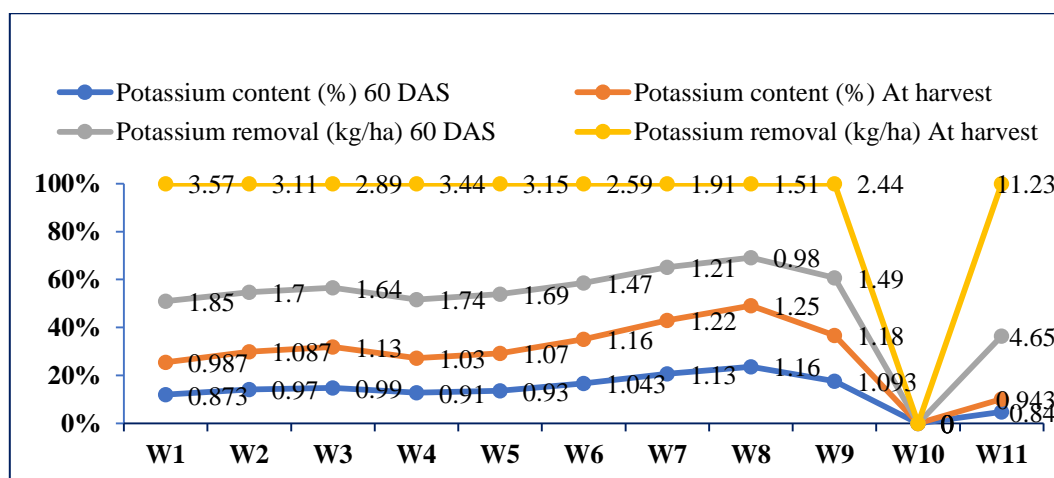 Potassium content (%) 60 DAS
Potassium content (%) At harvest
Potassium removal (kg/ha) 60 DAS
Potassium removal (kg/ha) At harvest
100%
80%
60%
40%
20%
0%
3.57 3.11 2.89 3.44 3.15 2.59 1.91 1.51 2.44 11.23
1.85 1.7 1.64 1.74 1.69 1.47 1.21 0.98 1.49 4.65
0.987 1.087 1.13 1.03 1.07 1.16 1.22 1.25 1.18 0.943
0.873 0.97 0.99 0.91 0.93 1.043 1.13 1.16 1.093 0 0.84
W1 W2 W3 W4 W5 W6 W7 W8 W9 W10 W11